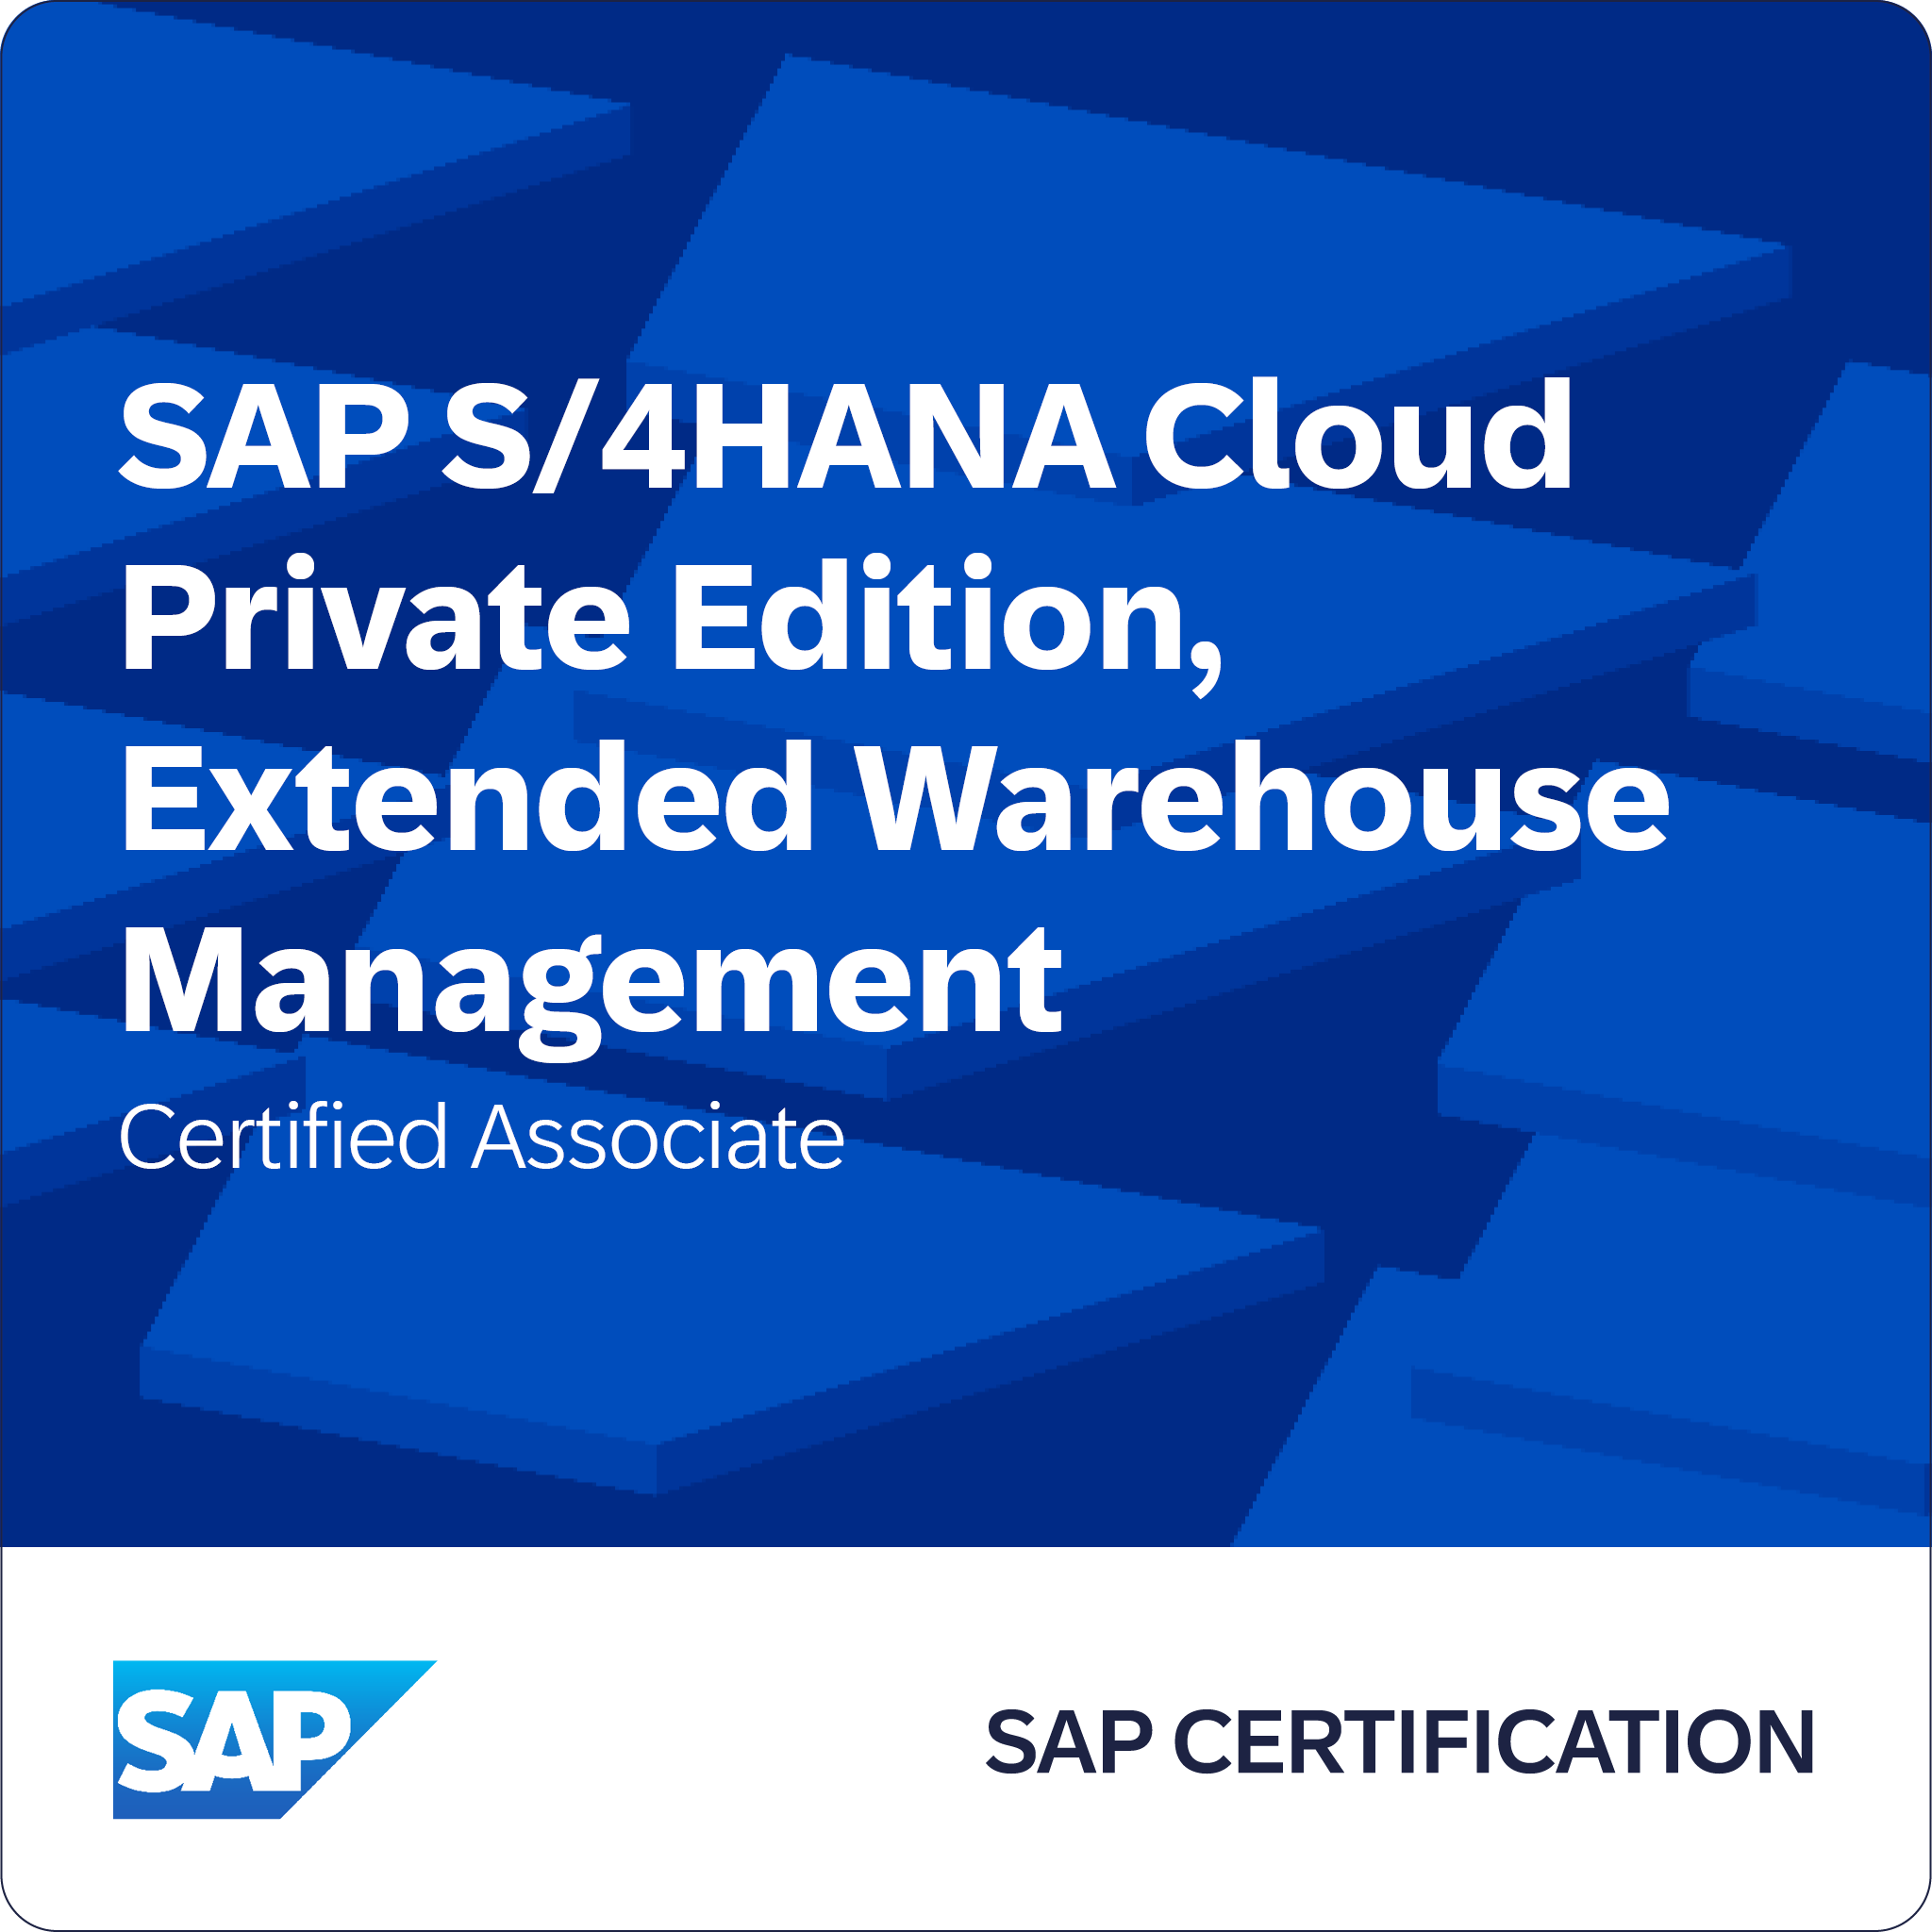 SAP S/4HANA Cloud
Private Edition,
Extended Warehouse
Management
Certified Associate
SAP
SAP CERTIFICATION